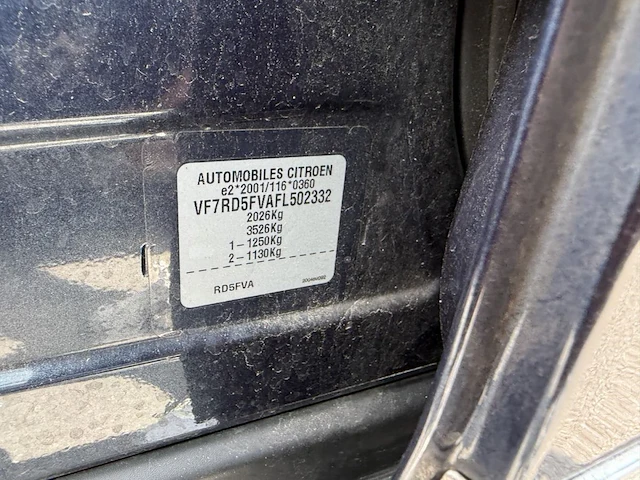 AUTOMOBILES CITROEN
e2*2001/116*0360
VF7RD5FVAFL502332
2026Kg
3526Kg
1-1250Kg
2-1130Kg
RD5FVA